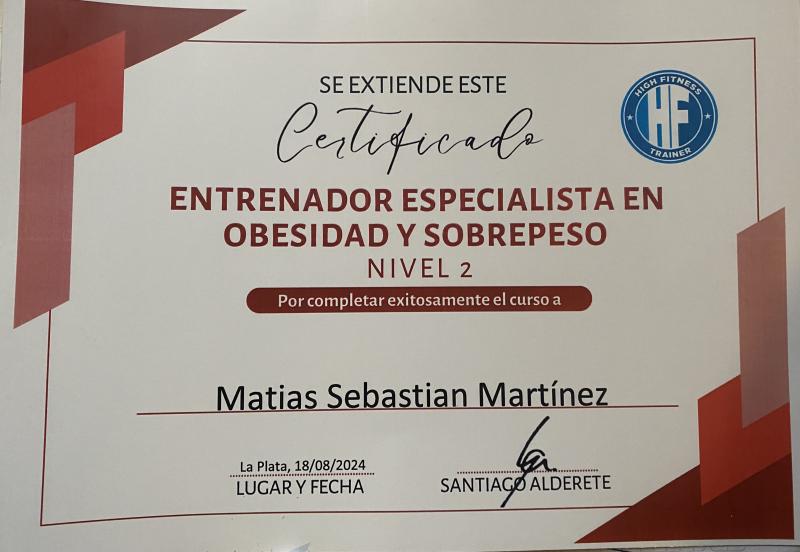 SE EXTIENDE ESTE
Certificado
HIGH FITNESS
HF
TRAINER
ENTRENADOR ESPECIALISTA EN
OBESIDAD Y SOBREPESO
NIVEL 2
Por completar exitosamente el curso a
Matias Sebastian Martínez
La Plata, 18/08/2024
LUGAR Y FECHA
SANTIAGO ALDERETE